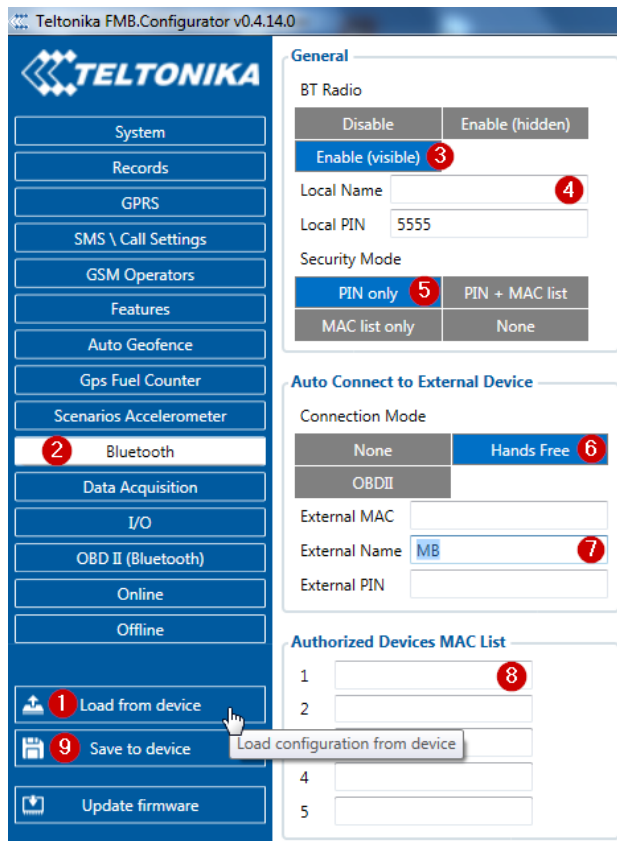 Teltonika FMB.Configurator v0.4.14.0
TELTONIKA
System
Records
GPRS
SMS \ Call Settings
GSM Operators
Features
Auto Geofence
Gps Fuel Counter
Scenarios Accelerometer
2 Bluetooth
Data Acquisition
I/O
OBD II (Bluetooth)
Online
Offline
1 Load from device
9 Save to device
Update firmware
Load configuration from device
General
BT Radio
Disable Enable (hidden)
Enable (visible) 3
Local Name 4
Local PIN 5555
Security Mode
PIN only 5 PIN + MAC list
MAC list only None
Auto Connect to External Device
Connection Mode
None Hands Free 6
OBDII
External MAC
External Name MB 7
External PIN
Authorized Devices MAC List
1 8
2
4
5